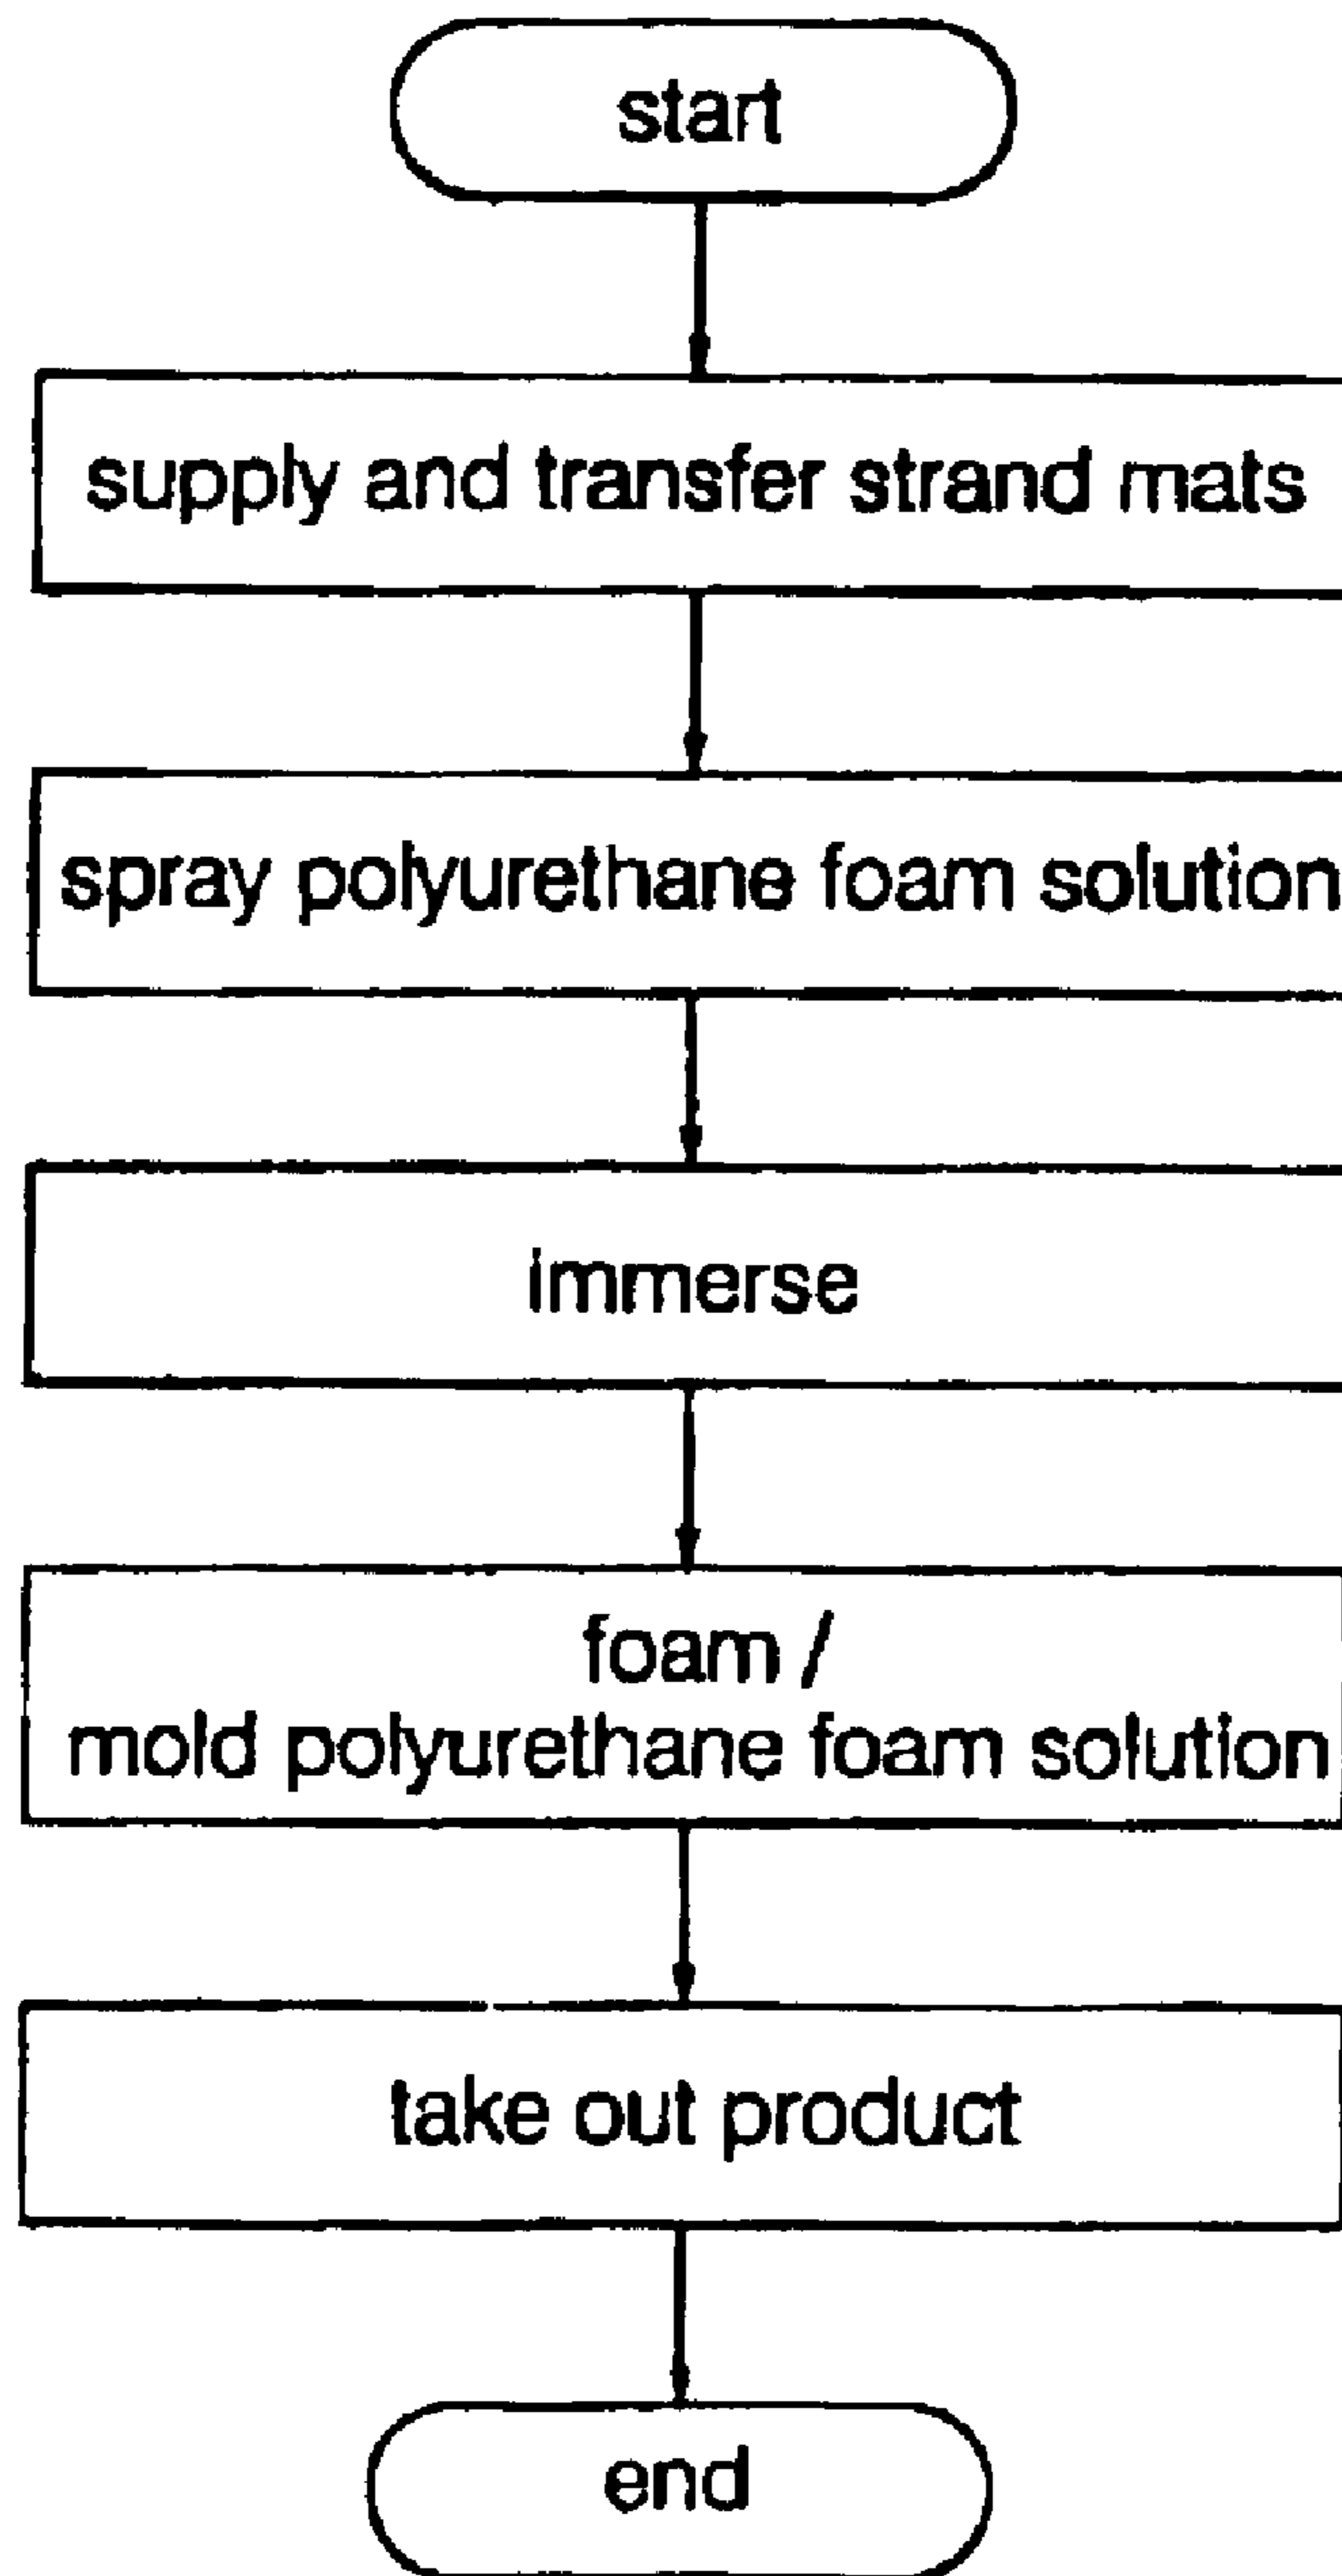 start
supply and transfer strand mats
spray polyurethane foam solution
immerse
foam /
mold polyurethane foam solution
take out product
end